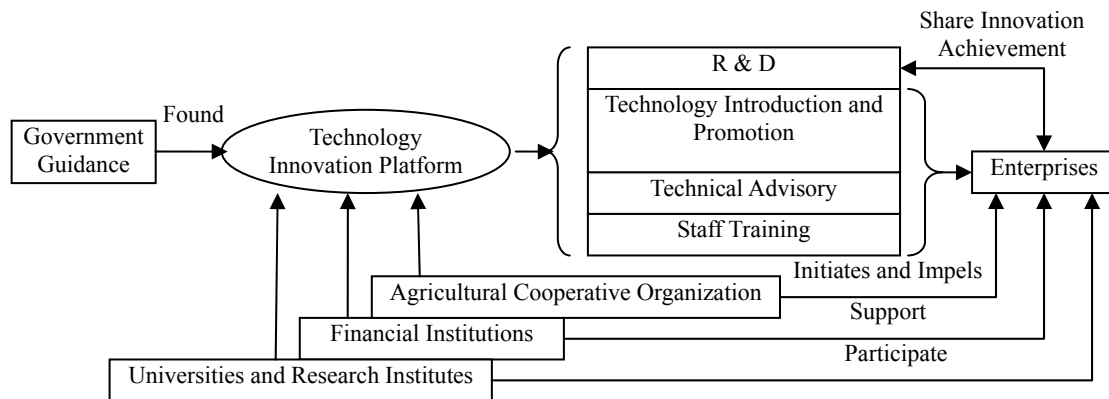 Share Innovation
Achievement
R & D
Found
Technology Introduction and
Promotion
Government
Guidance
Technology
Innovation Platform
Enterprises
Technical Advisory
Staff Training
Initiates and Impels
Agricultural Cooperative Organization
Support
Financial Institutions
Participate
Universities and Research Institutes